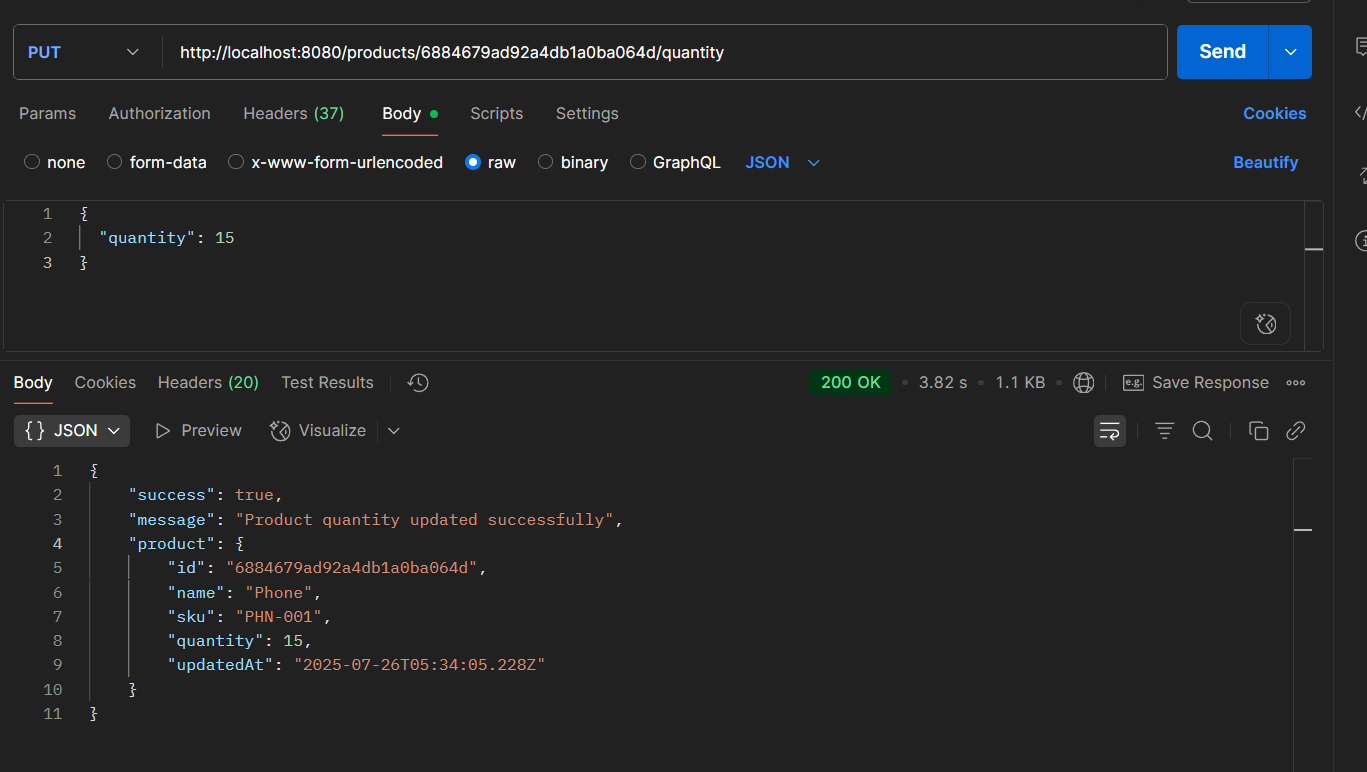 PUT http://localhost:8080/products/6884679ad92a4db1a0ba064d/quantity Send
Params Authorization Headers (37) Body Scripts Settings Cookies
none form-data x-www-form-urlencoded raw binary GraphQL JSON Beautify
1 {
2 "quantity": 15
3 }
Body Cookies Headers (20) Test Results 200 OK 3.82 s 1.1 KB e.g. Save Response
{} JSON Preview Visualize
1 {
2 "success": true,
3 "message": "Product quantity updated successfully",
4 "product": {
5 "id": "6884679ad92a4db1a0ba064d",
6 "name": "Phone",
7 "sku": "PHN-001",
8 "quantity": 15,
9 "updatedAt": "2025-07-26T05:34:05.228Z"
10 }
11 }